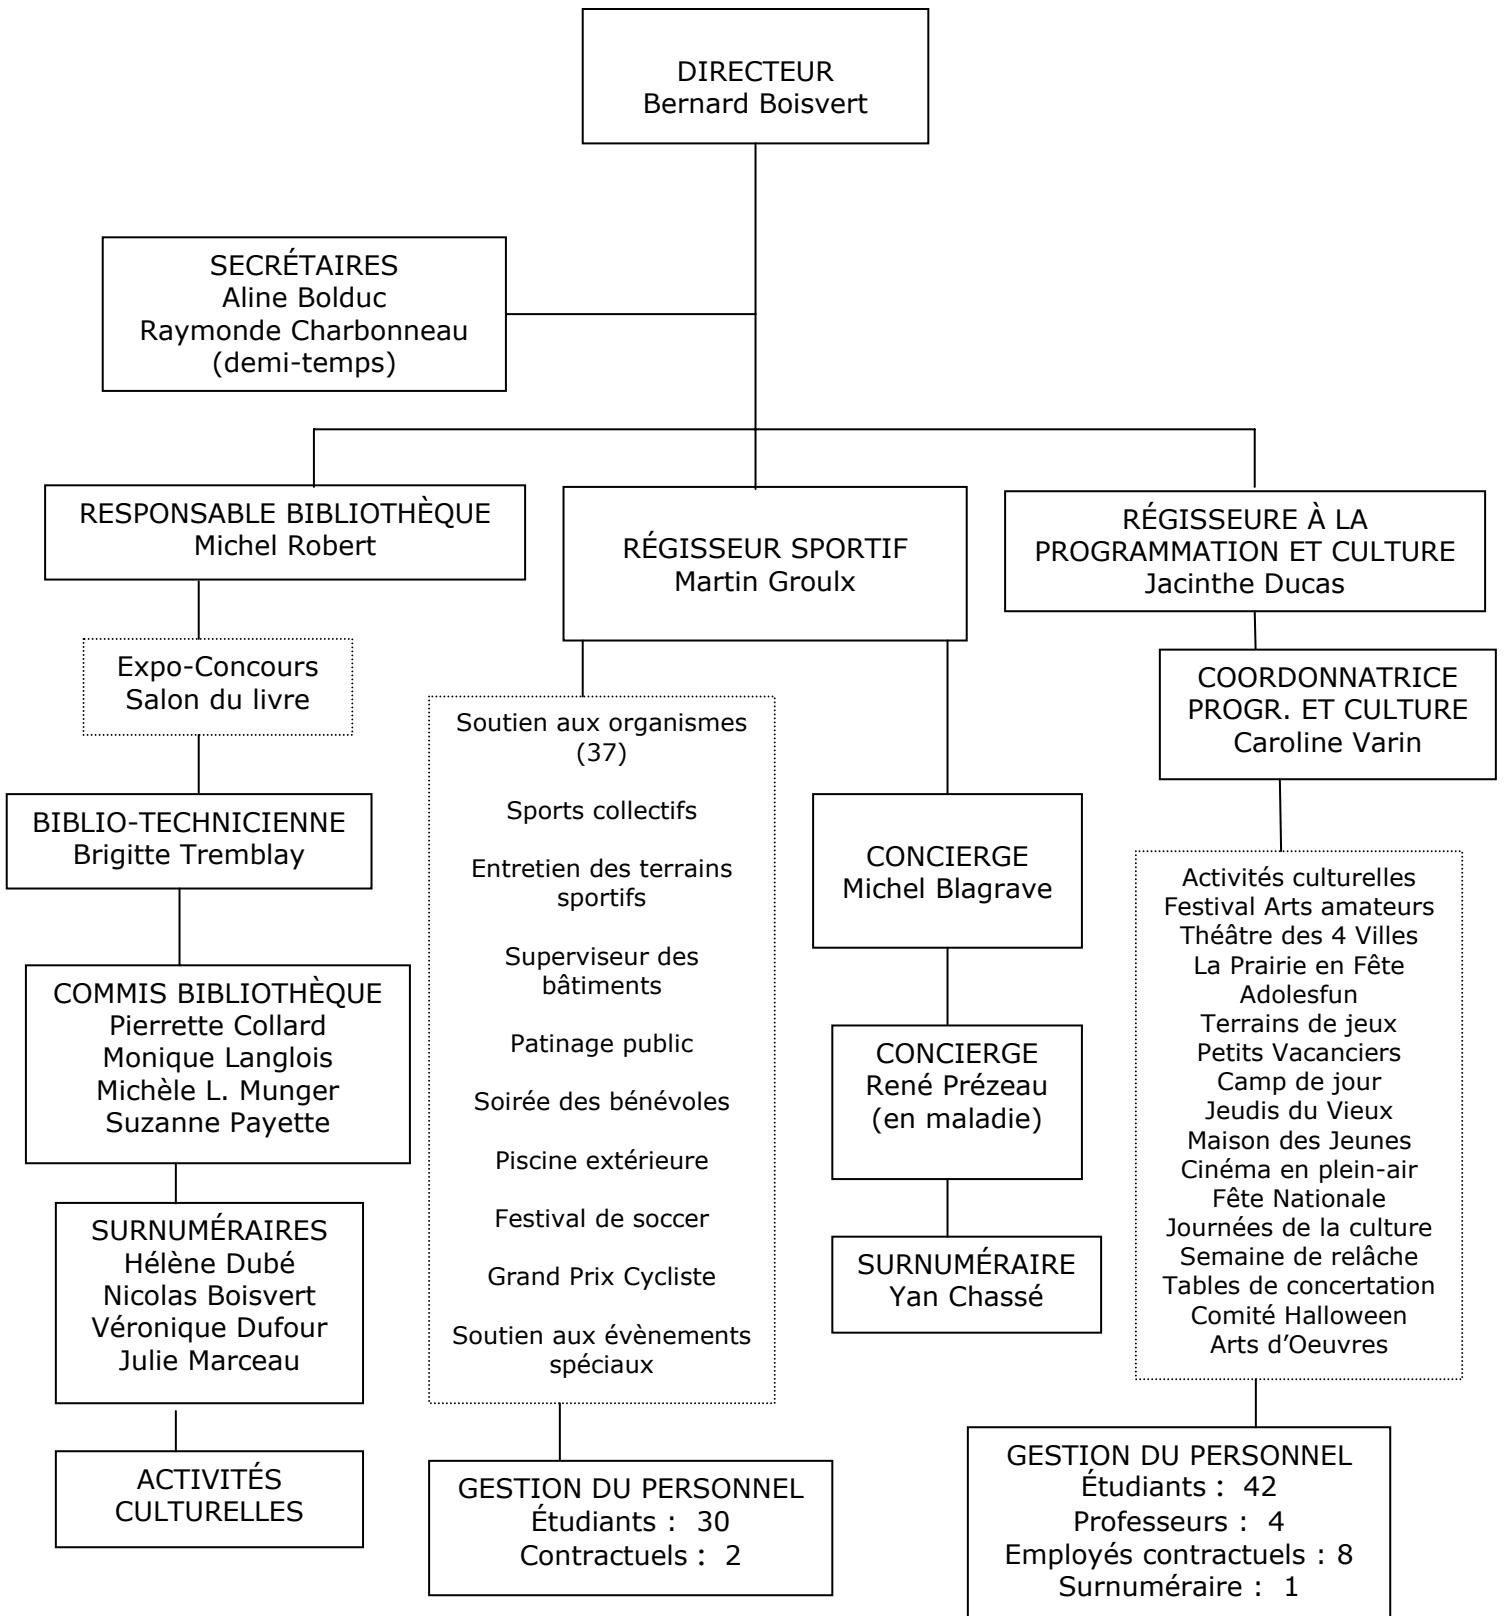 DIRECTEUR
Bernard Boisvert
SECRÉTAIRES
Aline Bolduc
Raymonde Charbonneau
(demi-temps)
RESPONSABLE BIBLIOTHÈQUE
Michel Robert
Expo-Concours
Salon du livre
BIBLIO-TECHNICIENNE
Brigitte Tremblay
COMMIS BIBLIOTHÈQUE
Pierrette Collard
Monique Langlois
Michèle L. Munger
Suzanne Payette
SURNUMÉRAIRES
Hélène Dubé
Nicolas Boisvert
Véronique Dufour
Julie Marceau
ACTIVITÉS
CULTURELLES
RÉGISSEUR SPORTIF
Martin Groulx
Soutien aux organismes
(37)
Sports collectifs
Entretien des terrains
sportifs
Superviseur des
bâtiments
Patinage public
Soirée des bénévoles
Piscine extérieure
Festival de soccer
Grand Prix Cycliste
Soutien aux évènements
spéciaux
GESTION DU PERSONNEL
Étudiants : 30
Contractuels : 2
CONCIERGE
Michel Blagrave
CONCIERGE
René Prézeau
(en maladie)
SURNUMÉRAIRE
Yan Chassé
RÉGISSEURE À LA
PROGRAMMATION ET CULTURE
Jacinthe Ducas
COORDONNATRICE
PROGR. ET CULTURE
Caroline Varin
Activités culturelles
Festival Arts amateurs
Théâtre des 4 Villes
La Prairie en Fête
Adolesfun
Terrains de jeux
Petits Vacanciers
Camp de jour
Jeudis du Vieux
Maison des Jeunes
Cinéma en plein-air
Fête Nationale
Journées de la culture
Semaine de relâche
Tables de concertation
Comité Halloween
Arts d'Oeuvres
GESTION DU PERSONNEL
Étudiants : 42
Professeurs : 4
Employés contractuels : 8
Surnuméraire : 1